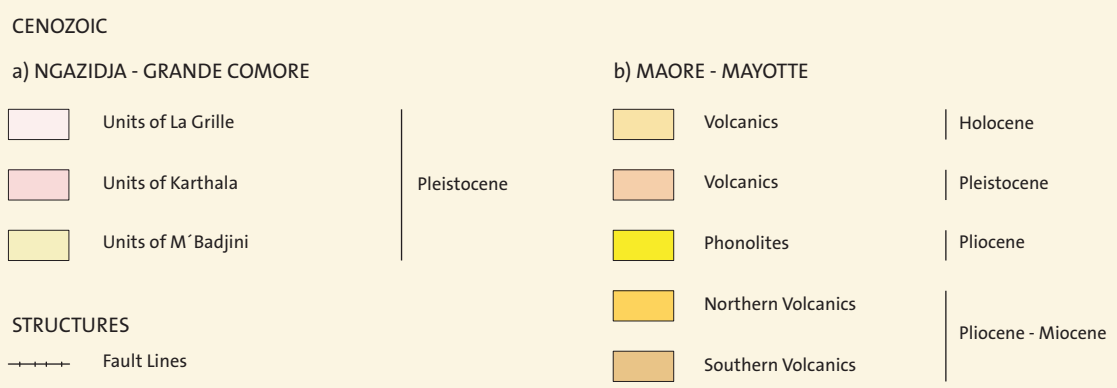 CENOZOIC
a) NGAZIDJA - GRANDE COMORE
Units of La Grille
Units of Karthala
Pleistocene
Units of M´Badjini
STRUCTURES
Fault Lines
b) MAORE - MAYOTTE
Volcanics Holocene
Volcanics Pleistocene
Phonolites Pliocene
Northern Volcanics
Pliocene - Miocene
Southern Volcanics